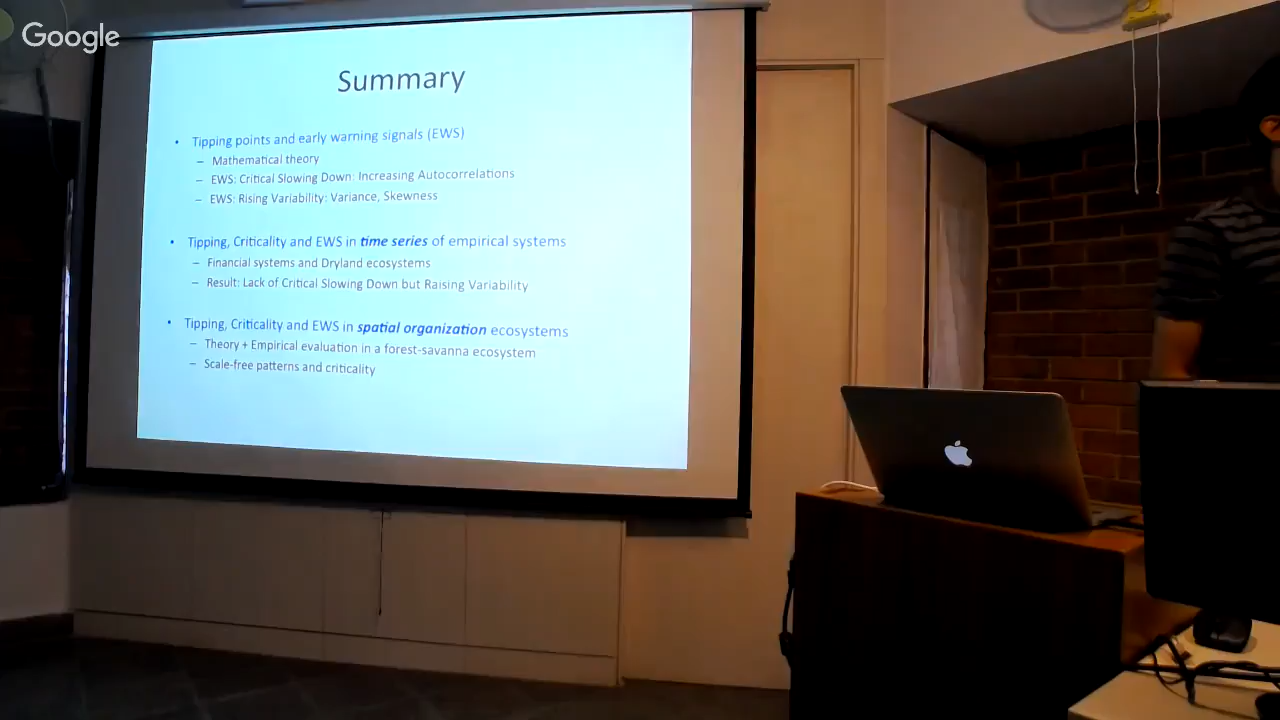 Google
Summary
• Tipping points and early warning signals (EWS)
– Mathematical theory
– EWS: Critical Slowing Down: Increasing Autocorrelations
– EWS: Rising Variability: Variance, Skewness
• Tipping, Criticality and EWS in time series of empirical systems
– Financial systems and Dryland ecosystems
– Result: Lack of Critical Slowing Down but Raising Variability
• Tipping, Criticality and EWS in spatial organization ecosystems
– Theory + Empirical evaluation in a forest-savanna ecosystem
– Scale-free patterns and criticality